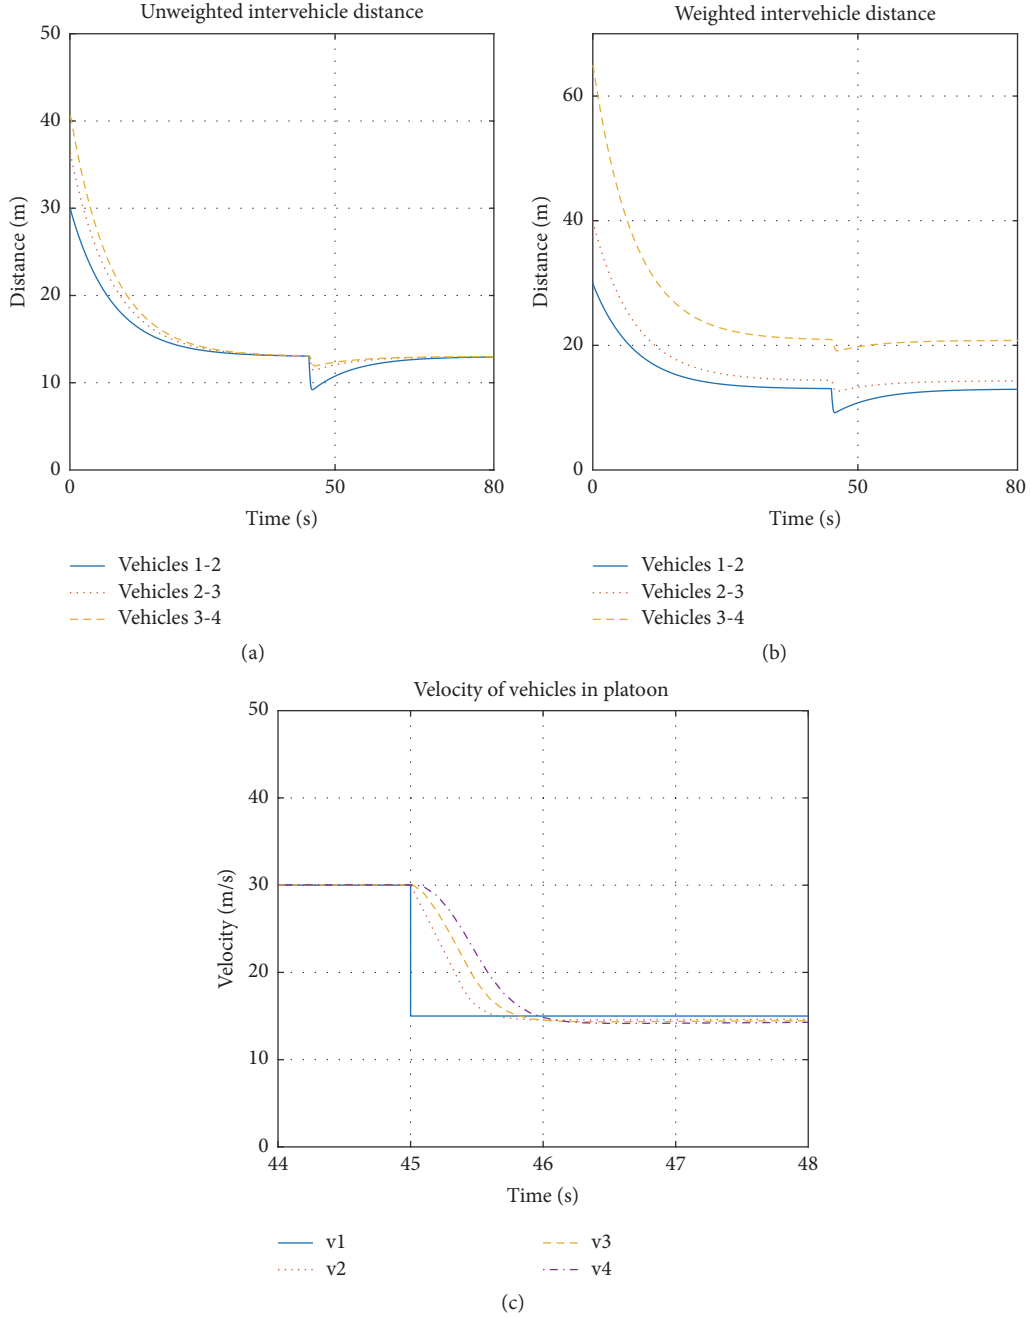 Unweighted intervehicle distance
50
40
30
20
10
0
Distance (m)
0
50
80
Time (s)
Vehicles 1-2
Vehicles 2-3
Vehicles 3-4
(a)
Weighted intervehicle distance
60
40
20
0
Distance (m)
0
50
80
Time (s)
Vehicles 1-2
Vehicles 2-3
Vehicles 3-4
(b)
Velocity of vehicles in platoon
50
40
30
20
10
0
Velocity (m/s)
44
45
46
47
48
Time (s)
v1
v2
v3
v4
(c)